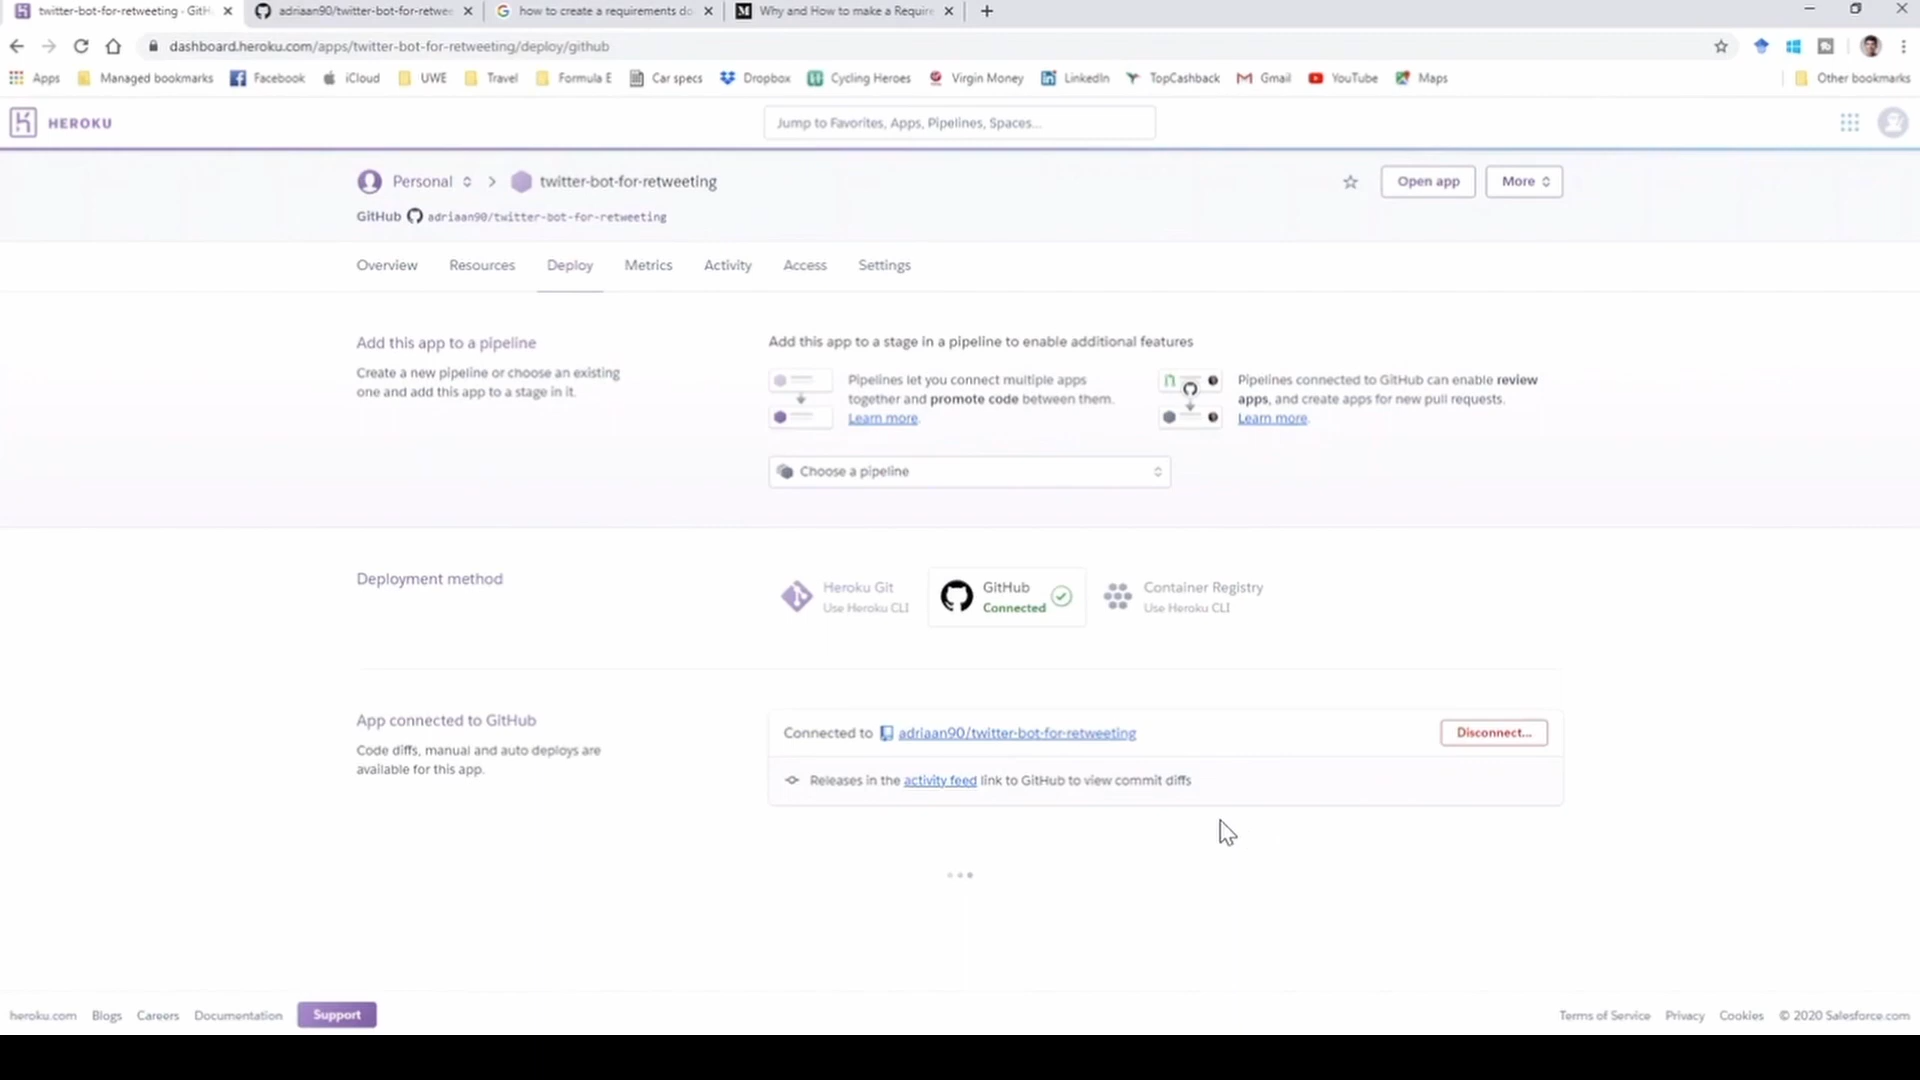 twitter-bot-for-retweeting · GitH
adriaan90/twitter-bot-for-retwee
how to create a requirements do
Why and How to make a Require
dashboard.heroku.com/apps/twitter-bot-for-retweeting/deploy/github
Apps
Managed bookmarks
Facebook
iCloud
UWE
Travel
Formula E
Car specs
Dropbox
Cycling Heroes
Virgin Money
LinkedIn
TopCashback
Gmail
YouTube
Maps
Other bookmarks
HEROKU
Jump to Favorites, Apps, Pipelines, Spaces...
Personal
twitter-bot-for-retweeting
Open app
More
GitHub adriaan90/twitter-bot-for-retweeting
Overview
Resources
Deploy
Metrics
Activity
Access
Settings
Add this app to a pipeline
Create a new pipeline or choose an existing
one and add this app to a stage in it.
Add this app to a stage in a pipeline to enable additional features
Pipelines let you connect multiple apps
together and promote code between them.
Learn more.
Pipelines connected to GitHub can enable review
apps, and create apps for new pull requests.
Learn more.
Choose a pipeline
Deployment method
Heroku Git
Use Heroku CLI
GitHub
Connected
Container Registry
Use Heroku CLI
App connected to GitHub
Code diffs, manual and auto deploys are
available for this app.
Connected to adriaan90/twitter-bot-for-retweeting
Disconnect...
Releases in the activity feed link to GitHub to view commit diffs
heroku.com
Blogs
Careers
Documentation
Support
Terms of Service
Privacy
Cookies
© 2020 Salesforce.com